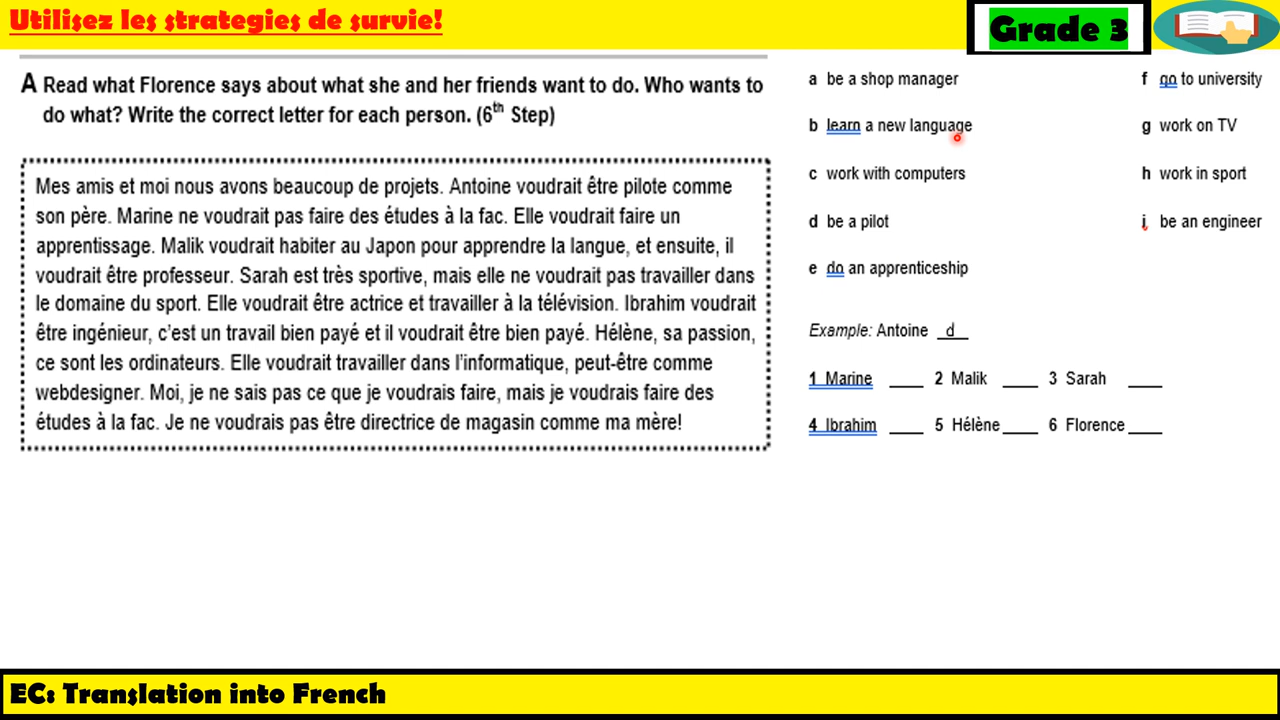 Utilisez les strategies de survie!
Grade 3
A Read what Florence says about what she and her friends want to do. Who wants to
do what? Write the correct letter for each person. (6th Step)
Mes amis et moi nous avons beaucoup de projets. Antoine voudrait être pilote comme
son père. Marine ne voudrait pas faire des études à la fac. Elle voudrait faire un
apprentissage. Malik voudrait habiter au Japon pour apprendre la langue, et ensuite, il
voudrait être professeur. Sarah est très sportive, mais elle ne voudrait pas travailler dans
le domaine du sport. Elle voudrait être actrice et travailler à la télévision. Ibrahim voudrait
être ingénieur, c'est un travail bien payé et il voudrait être bien payé. Hélène, sa passion,
ce sont les ordinateurs. Elle voudrait travailler dans l'informatique, peut-être comme
webdesigner. Moi, je ne sais pas ce que je voudrais faire, mais je voudrais faire des
études à la fac. Je ne voudrais pas être directrice de magasin comme ma mère!
a be a shop manager
b learn a new language
c work with computers
d be a pilot
e do an apprenticeship
f go to university
g work on TV
h work in sport
i be an engineer
Example: Antoine d
1 Marine ____ 2 Malik ____ 3 Sarah ____
4 Ibrahim ____ 5 Hélène ____ 6 Florence ____
EC: Translation into French